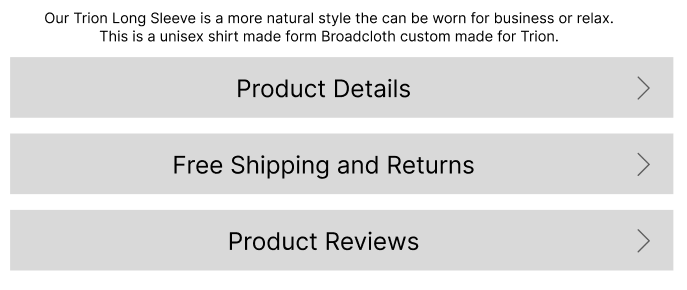 Our Trion Long Sleeve is a more natural style the can be worn for business or relax.
This is a unisex shirt made form Broadcloth custom made for Trion.
Product Details
Free Shipping and Returns
Product Reviews